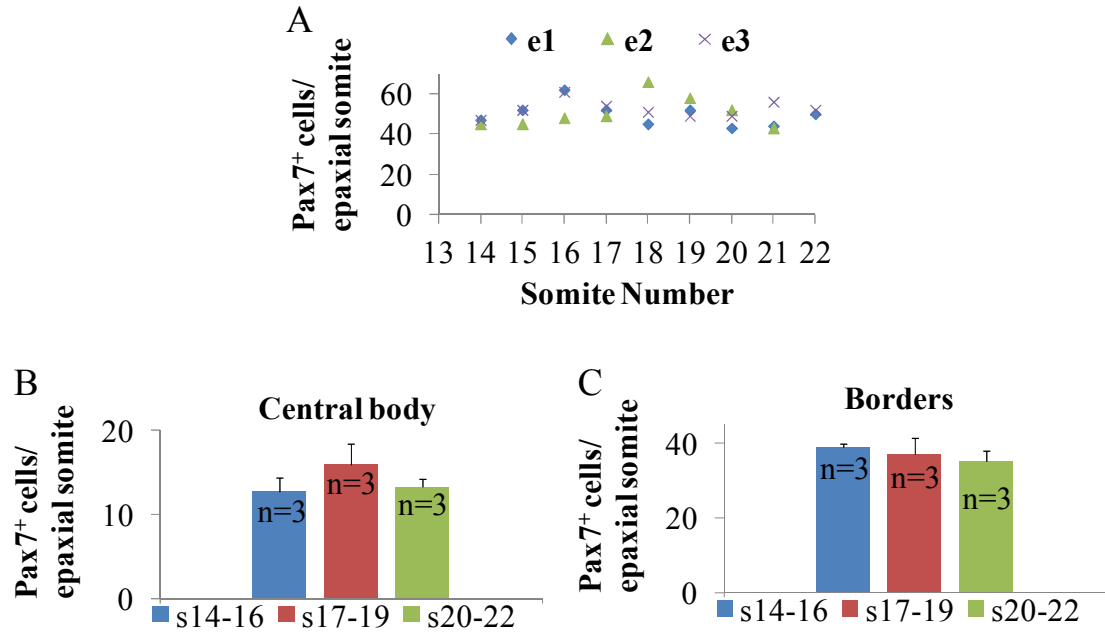 A
e1 e2 e3
Pax7⁺ cells/
epaxial somite
60
40
20
0
13 14 15 16 17 18 19 20 21 22
Somite Number
B
Central body
Pax7⁺ cells/
epaxial somite
20
10
0
n=3 n=3 n=3
s14-16 s17-19 s20-22
C
Borders
Pax7⁺ cells/
epaxial somite
40
20
0
n=3 n=3 n=3
s14-16 s17-19 s20-22